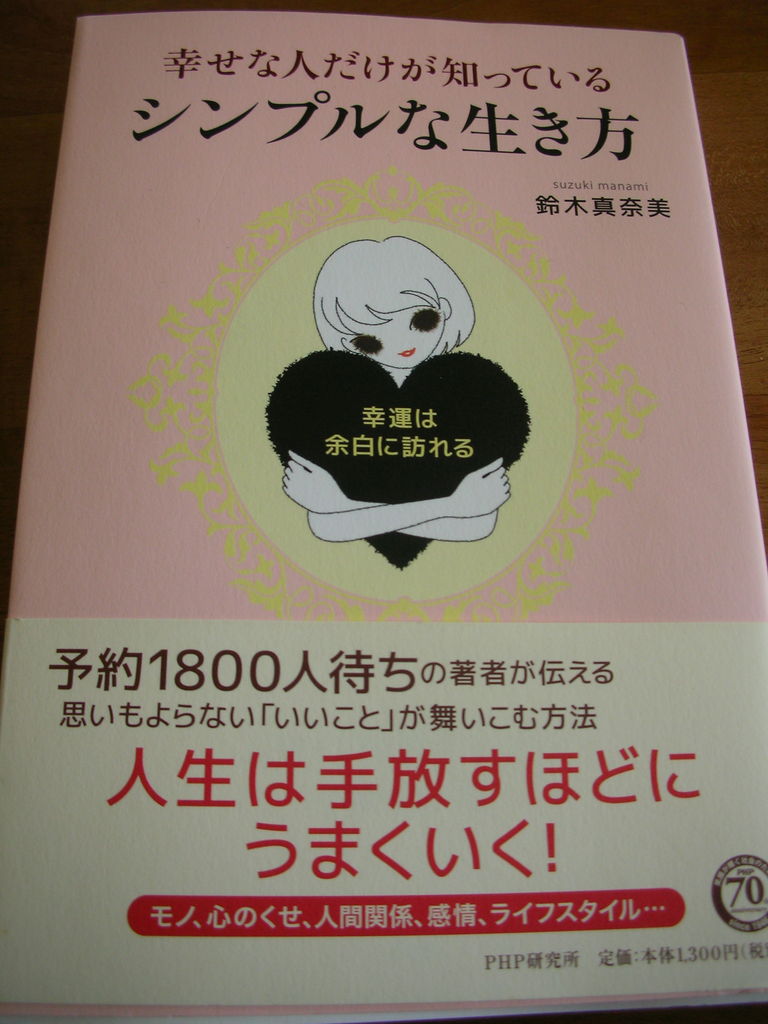 幸せな人だけが知っている
シンプルな生き方
suzuki manami
鈴木真奈美
幸運は
余白に訪れる
予約1800人待ちの著者が伝える
思いもよらない「いいこと」が舞いこむ方法
人生は手放すほどに
うまくいく!
モノ、心のくせ、人間関係、感情、ライフスタイル…
PHP
70
PHP研究所 定価:本体1,300円(税